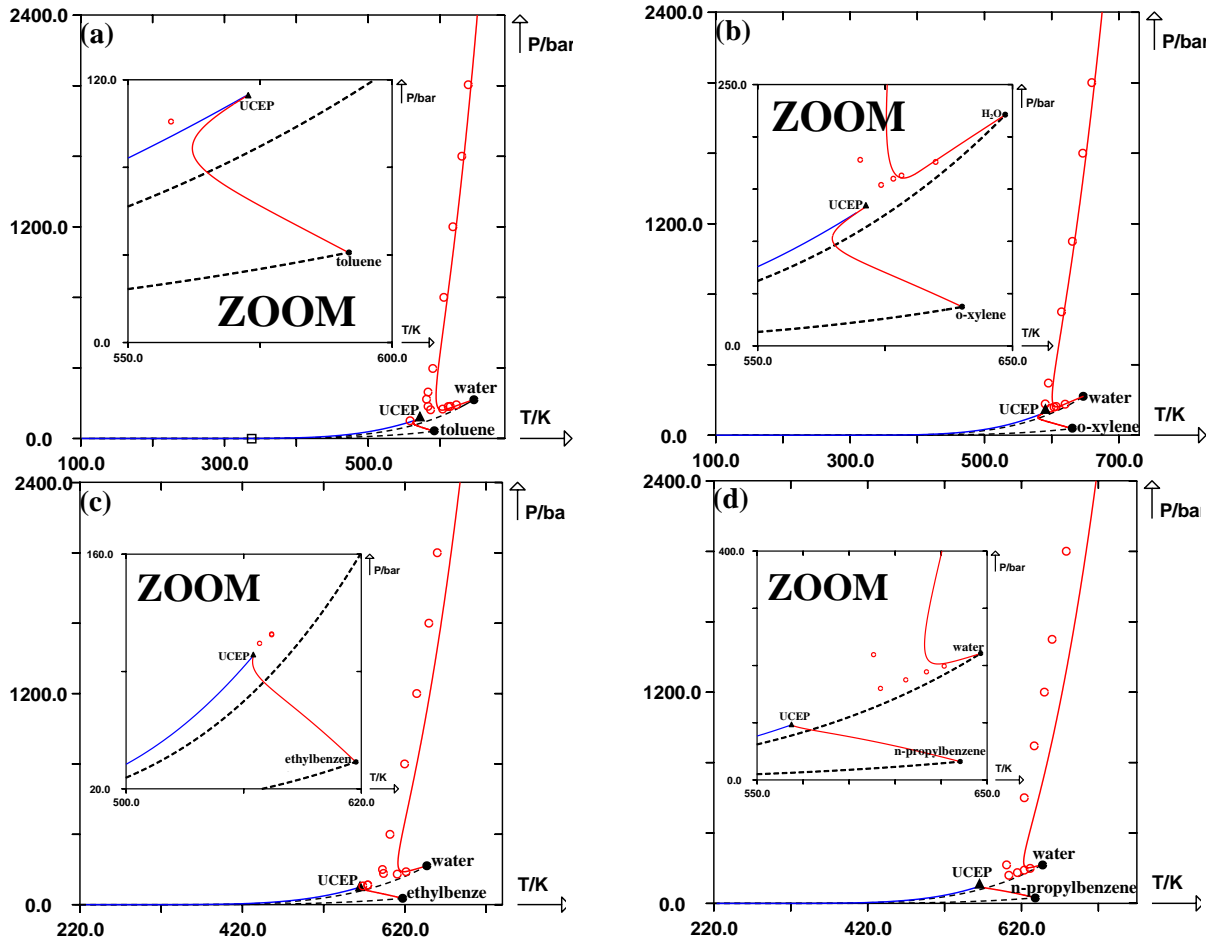 (a)
2400.0
P/bar
120.0
P/bar
UCEP
toluene
ZOOM
T/K
0.0
550.0
600.0
1200.0
water
UCEP
T/K
toluene
0.0
100.0
300.0
500.0
(b)
2400.0
P/bar
250.0
P/bar
ZOOM
H₂O
UCEP
o-xylene
T/K
0.0
550.0
650.0
1200.0
UCEP
water
T/K
o-xylene
0.0
100.0
300.0
500.0
700.0
(c)
2400.0
P/ba
160.0
P/bar
ZOOM
UCEP
ethylbenzen
T/K
20.0
500.0
620.0
1200.0
water
UCEP
T/K
ethylbenze
0.0
220.0
420.0
620.0
(d)
2400.0
P/bar
400.0
P/bar
ZOOM
water
UCEP
n-propylbenzene
T/K
0.0
550.0
650.0
1200.0
water
UCEP
T/K
n-propylbenzene
0.0
220.0
420.0
620.0